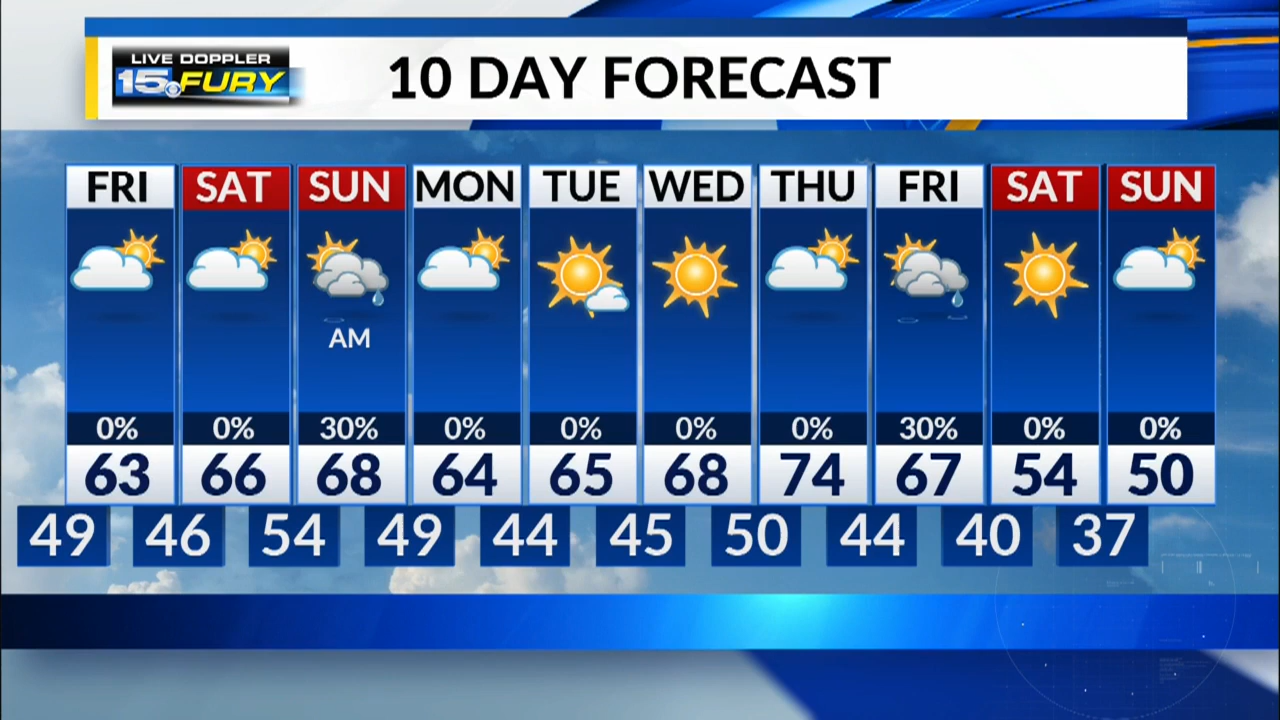 LIVE DOPPLER
15 FURY
10 DAY FORECAST
FRI SAT SUN MON TUE WED THU FRI SAT SUN
AM
0% 0% 30% 0% 0% 0% 0% 30% 0% 0%
63 66 68 64 65 68 74 67 54 50
49 46 54 49 44 45 50 44 40 37